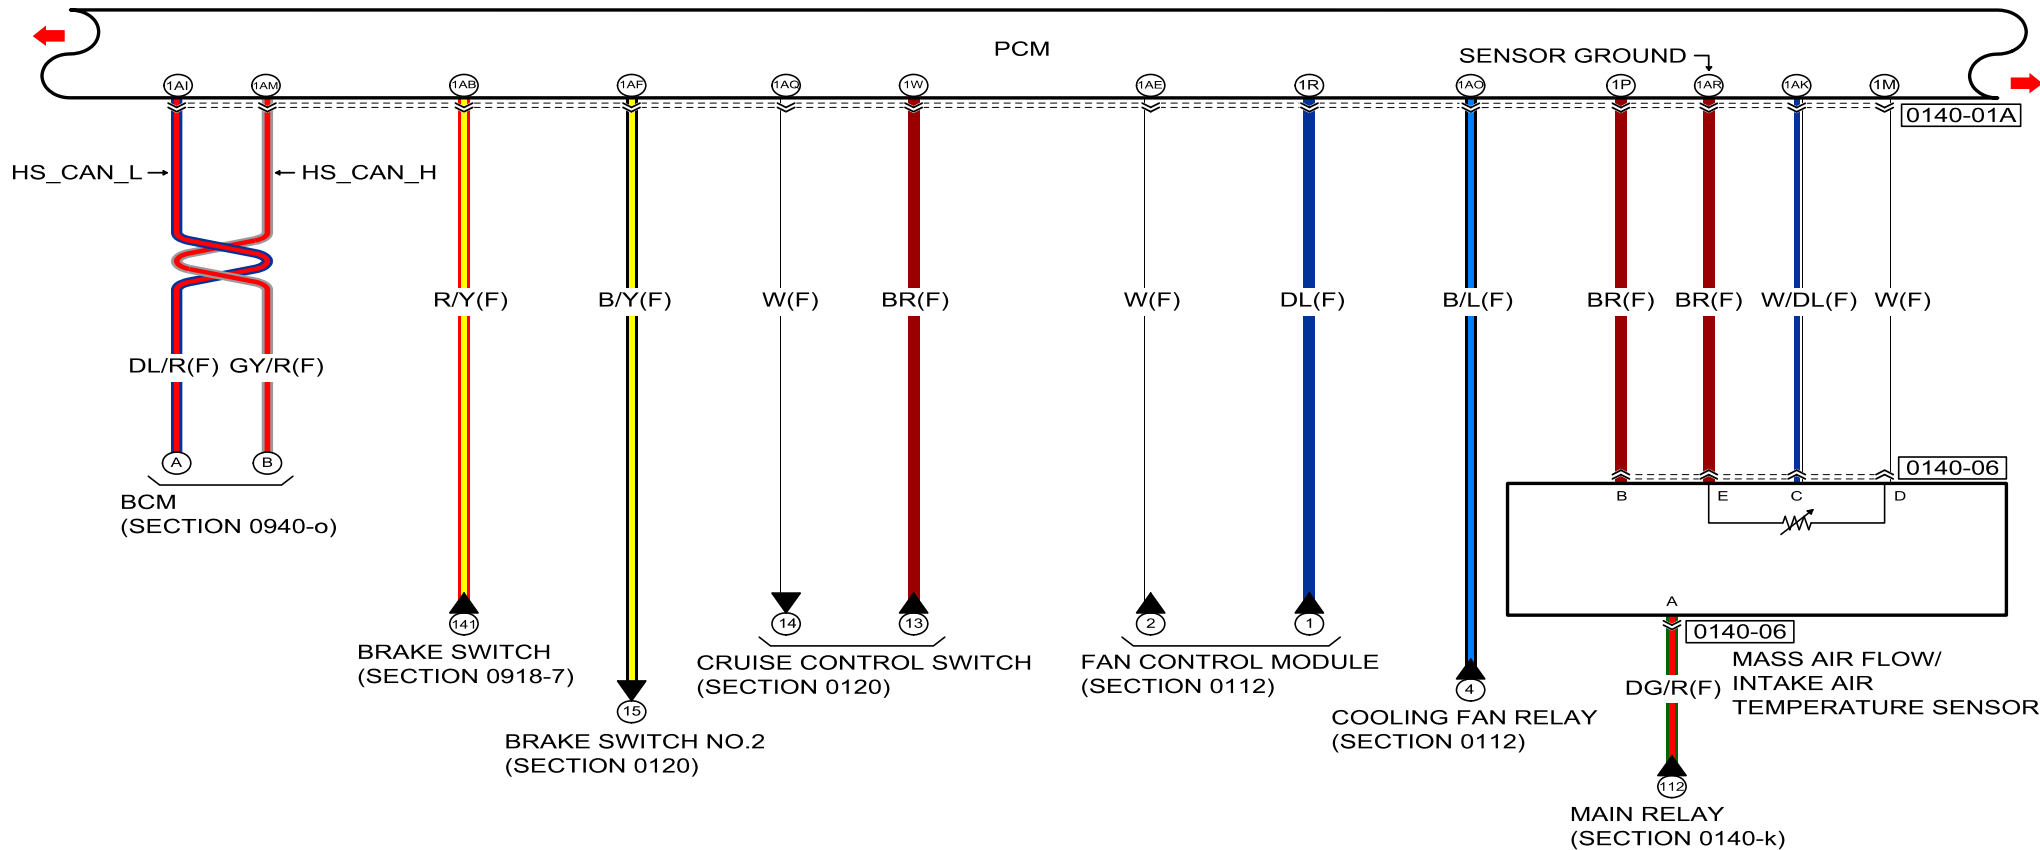 PCM
SENSOR GROUND
1AI 1AM 1AB 1AF 1AQ 1W 1AE 1R 1AO 1P 1AR 1AK 1M
0140-01A
HS_CAN_L HS_CAN_H
R/Y(F) B/Y(F) W(F) BR(F) W(F) DL(F) B/L(F) BR(F) BR(F) W/DL(F) W(F)
DL/R(F) GY/R(F)
A B
0140-06
BCM
(SECTION 0940-o)
B E C D
A
141
BRAKE SWITCH
(SECTION 0918-7)
15
BRAKE SWITCH NO.2
(SECTION 0120)
14 13
CRUISE CONTROL SWITCH
(SECTION 0120)
2 1
FAN CONTROL MODULE
(SECTION 0112)
4
COOLING FAN RELAY
(SECTION 0112)
0140-06
MASS AIR FLOW/
INTAKE AIR
TEMPERATURE SENSOR
DG/R(F)
112
MAIN RELAY
(SECTION 0140-k)